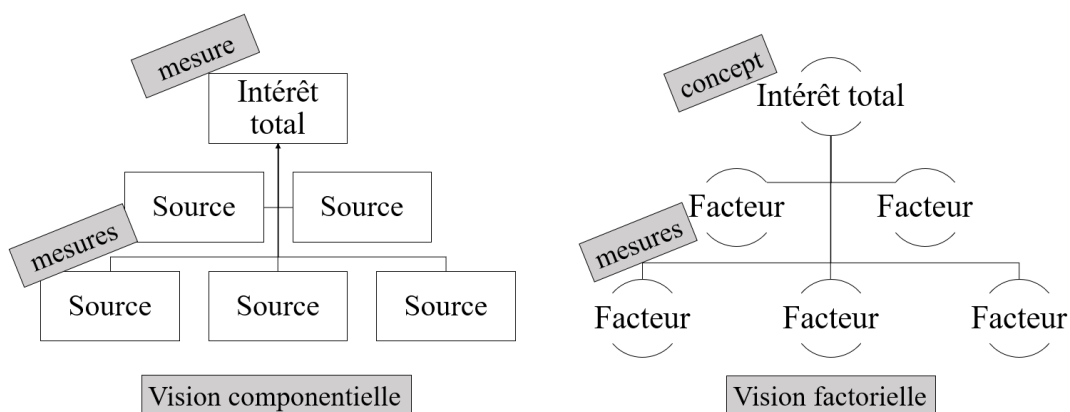 mesure
Intérêt
total
Source
Source
mesures
Source
Source
Source
Vision componentielle
concept
Intérêt total
Facteur
Facteur
mesures
Facteur
Facteur
Facteur
Vision factorielle